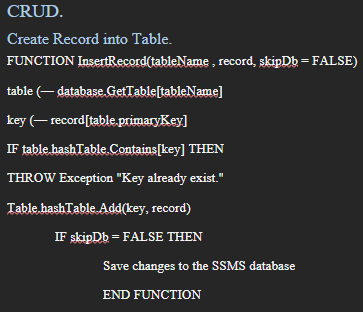 CRUD.
Create Record into Table.
FUNCTION InsertRecord(tableName , record, skipDb = FALSE)
table (— database.GetTable[tableName]
key (— record[table.primaryKey]
IF table.hashTable.Contains[key] THEN
THROW Exception "Key already exist."
Table.hashTable.Add(key, record)
IF skipDb = FALSE THEN
Save changes to the SSMS database
END FUNCTION